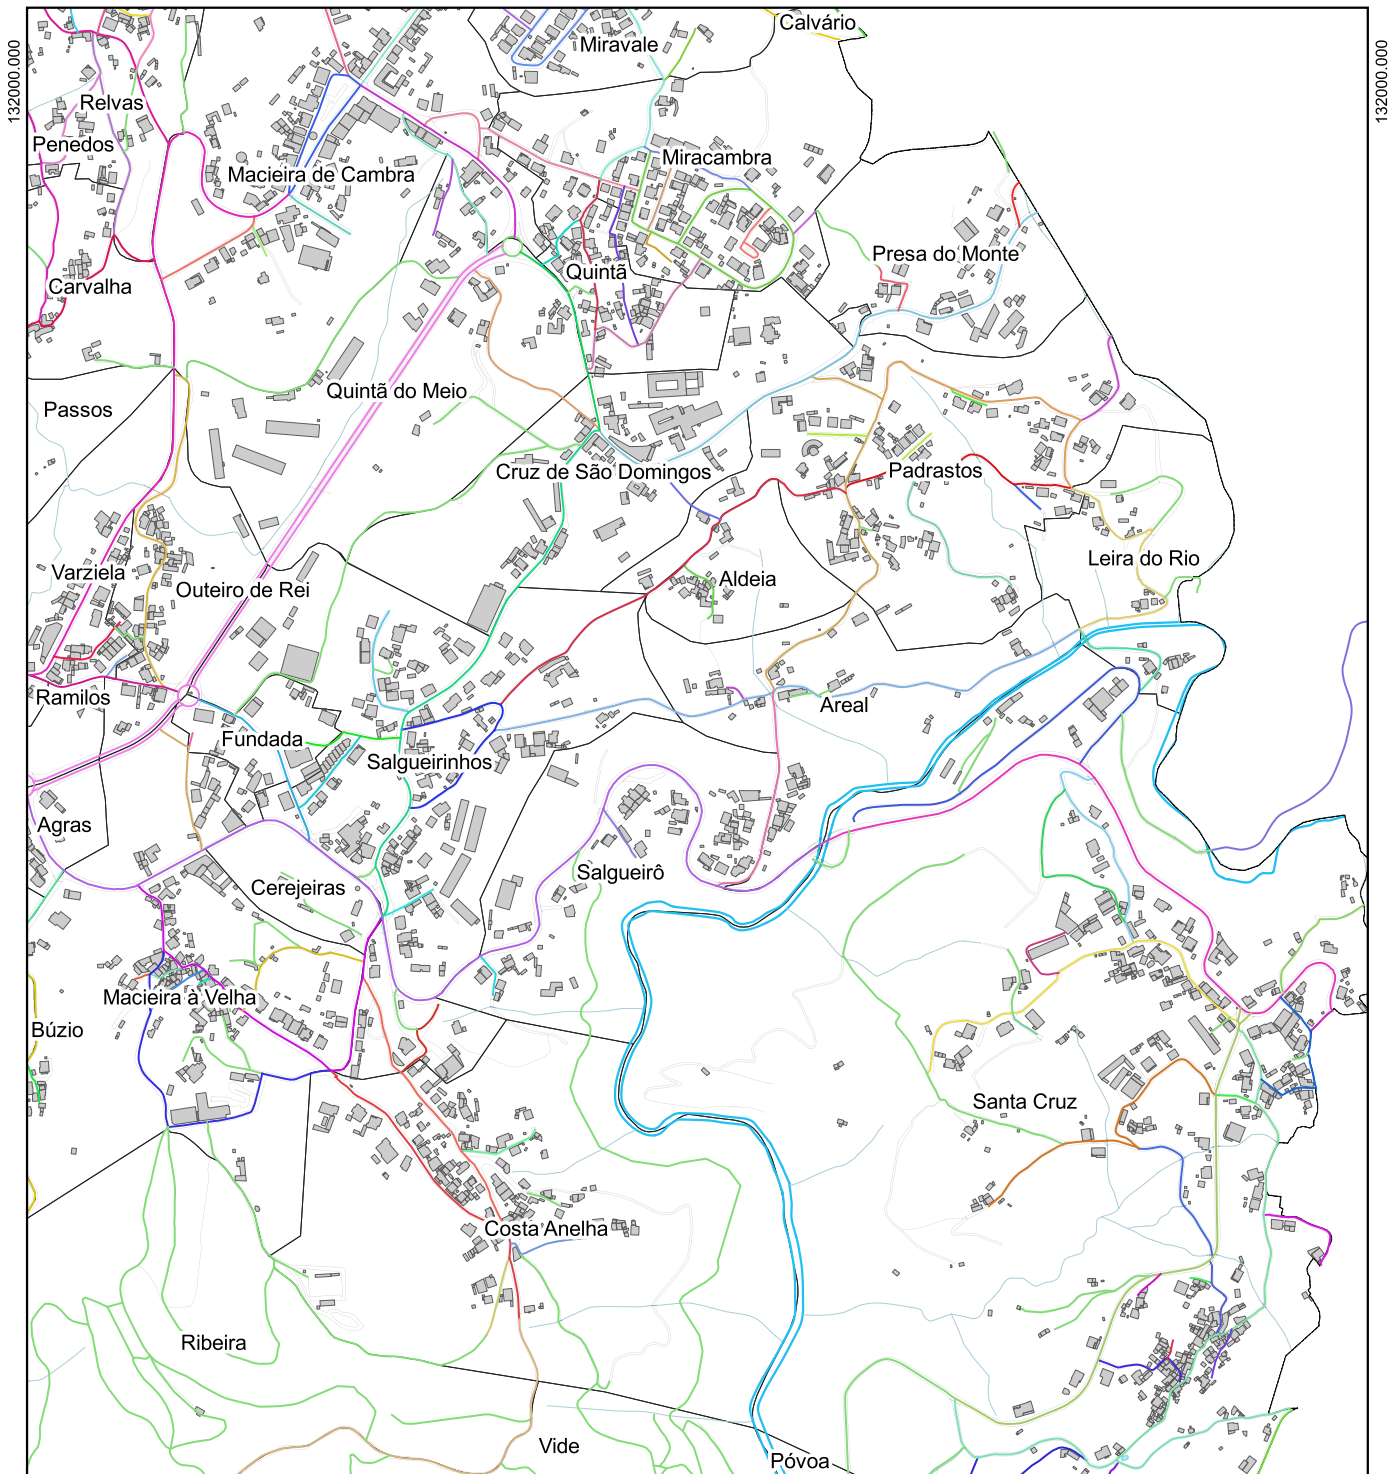 Calvário
Miravale
132000.000
132000.000
Relvas
Penedos
Miracambra
Macieira de Cambra
Presa do Monte
Quintã
Carvalha
Quintã do Meio
Passos
Cruz de São Domingos
Padrastos
Leira do Rio
Varziela
Aldeia
Outeiro de Rei
Ramilos
Areal
Fundada
Salgueirinhos
Agras
Salgueirô
Cerejeiras
Macieira à Velha
Búzio
Santa Cruz
Costa Anelha
Ribeira
Vide
Póvoa